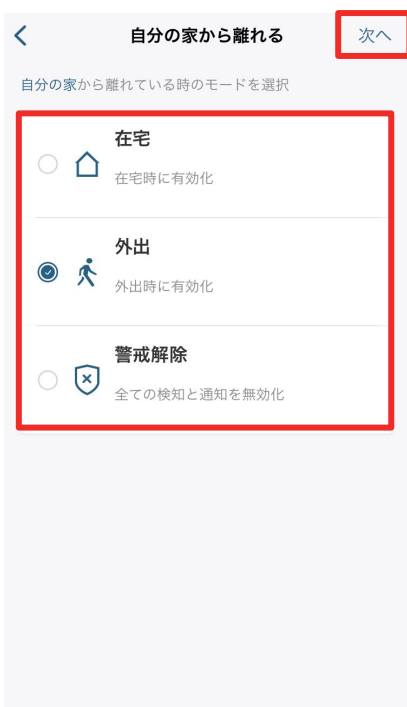 自分の家から離れる
次へ
自分の家から離れている時のモードを選択
在宅
在宅時に有効化
外出
外出時に有効化
警戒解除
全ての検知と通知を無効化